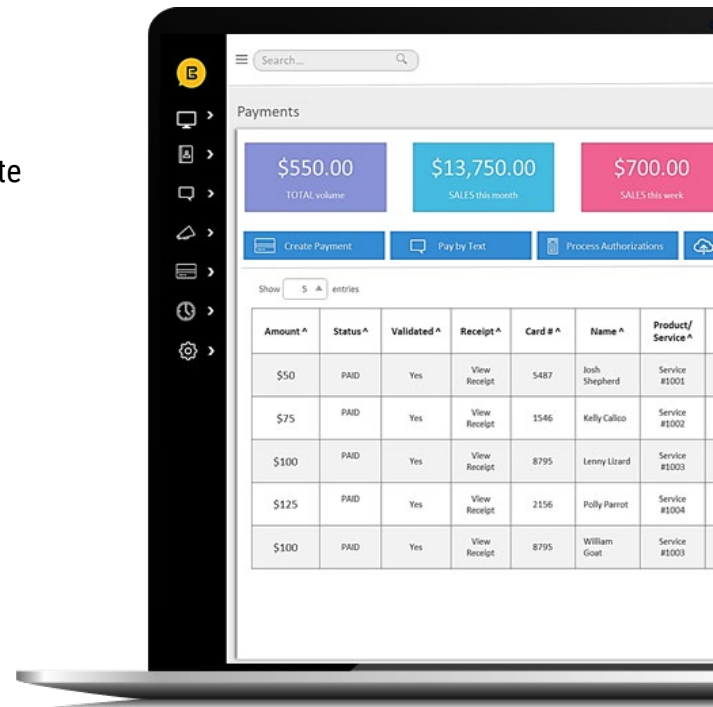 te
E
Search...
Payments
$550.00
TOTAL volume
$13,750.00
SALES this month
$700.00
SALES this week
Create Payment
Pay by Text
Process Authorizations
Show 5 entries
Amount ^ Status ^ Validated ^ Receipt ^ Card # ^ Name ^ Product/
Service ^
$50 PAID Yes View
Receipt 5487 Josh
Shepherd Service
#1001
$75 PAID Yes View
Receipt 1546 Kelly Calico Service
#1002
$100 PAID Yes View
Receipt 8795 Lenny Lizard Service
#1003
$125 PAID Yes View
Receipt 2156 Polly Parrot Service
#1004
$100 PAID Yes View
Receipt 8795 William
Goat Service
#1003